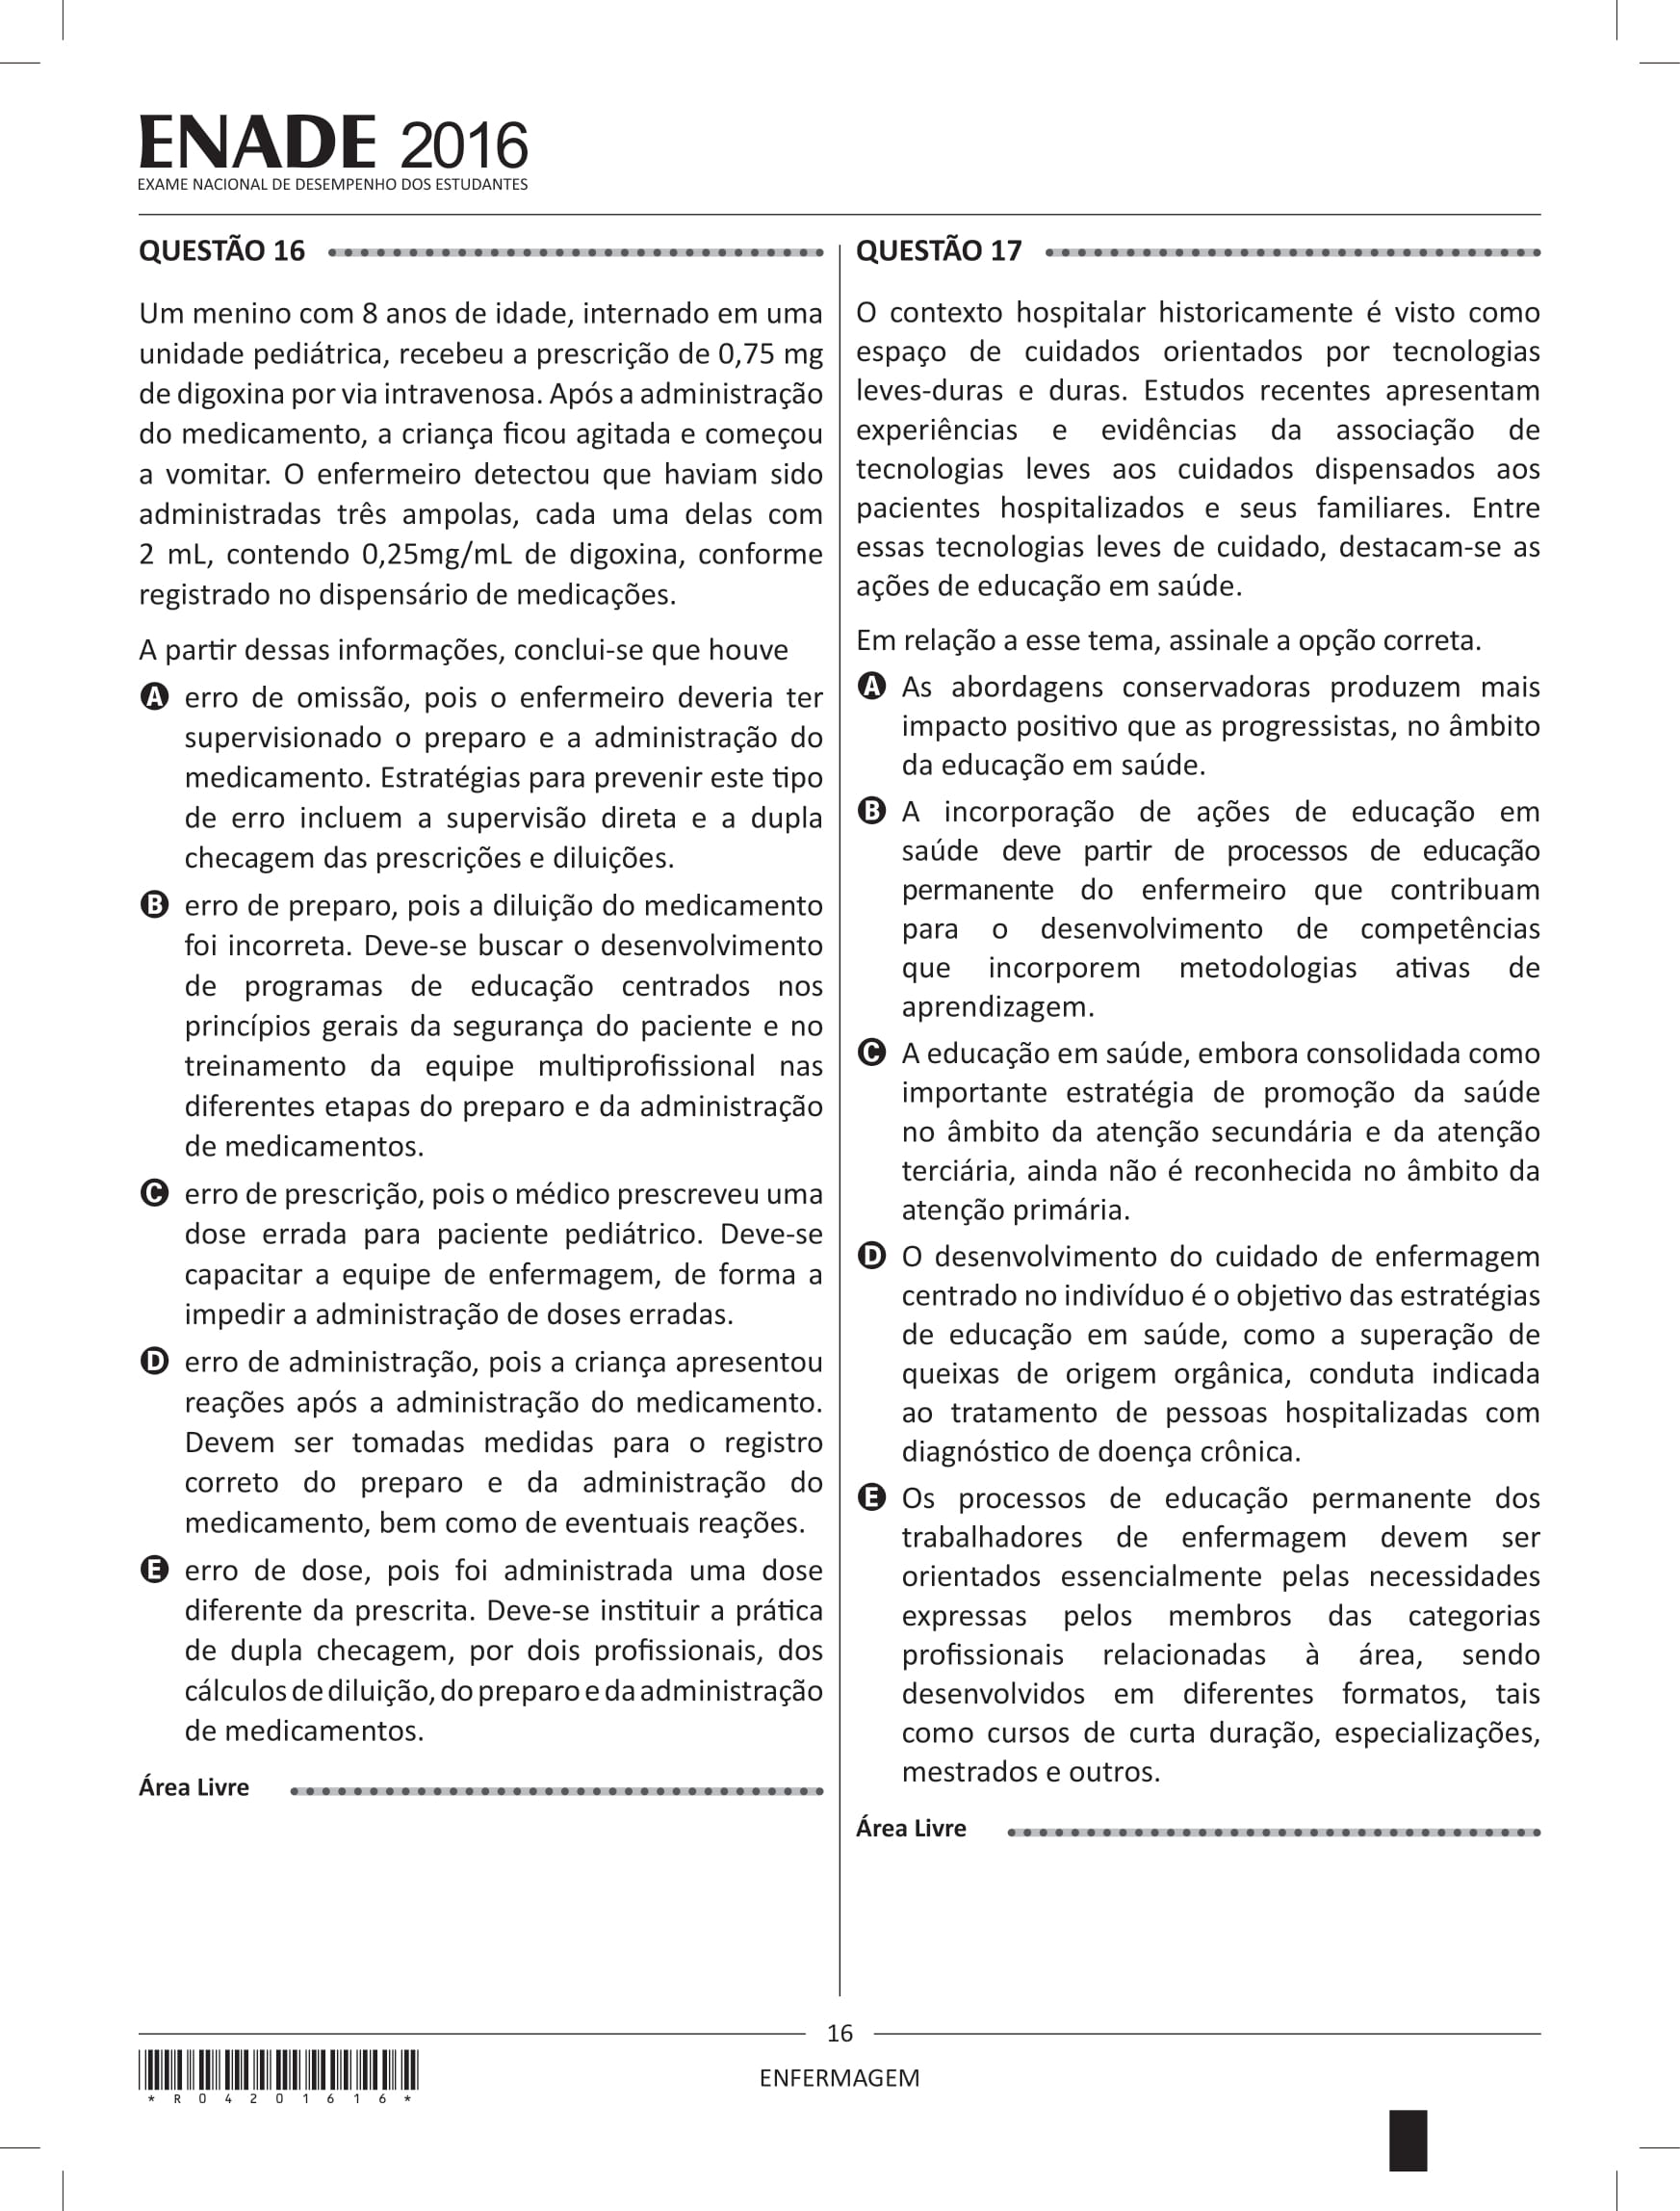 ENADE 2016
EXAME NACIONAL DE DESEMPENHO DOS ESTUDANTES
QUESTÃO 16
Um menino com 8 anos de idade, internado em uma
unidade pediátrica, recebeu a prescrição de 0,75 mg
de digoxina por via intravenosa. Após a administração
do medicamento, a criança ficou agitada e começou
a vomitar. O enfermeiro detectou que haviam sido
administradas três ampolas, cada uma delas com
2 mL, contendo 0,25mg/mL de digoxina, conforme
registrado no dispensário de medicações.
A partir dessas informações, conclui-se que houve
A erro de omissão, pois o enfermeiro deveria ter
supervisionado o preparo e a administração do
medicamento. Estratégias para prevenir este tipo
de erro incluem a supervisão direta e a dupla
checagem das prescrições e diluições.
B erro de preparo, pois a diluição do medicamento
foi incorreta. Deve-se buscar o desenvolvimento
de programas de educação centrados nos
princípios gerais da segurança do paciente e no
treinamento da equipe multiprofissional nas
diferentes etapas do preparo e da administração
de medicamentos.
C erro de prescrição, pois o médico prescreveu uma
dose errada para paciente pediátrico. Deve-se
capacitar a equipe de enfermagem, de forma a
impedir a administração de doses erradas.
D erro de administração, pois a criança apresentou
reações após a administração do medicamento.
Devem ser tomadas medidas para o registro
correto do preparo e da administração do
medicamento, bem como de eventuais reações.
E erro de dose, pois foi administrada uma dose
diferente da prescrita. Deve-se instituir a prática
de dupla checagem, por dois profissionais, dos
cálculos de diluição, do preparo e da administração
de medicamentos.
Área Livre
QUESTÃO 17
O contexto hospitalar historicamente é visto como
espaço de cuidados orientados por tecnologias
leves-duras e duras. Estudos recentes apresentam
experiências e evidências da associação de
tecnologias leves aos cuidados dispensados aos
pacientes hospitalizados e seus familiares. Entre
essas tecnologias leves de cuidado, destacam-se as
ações de educação em saúde.
Em relação a esse tema, assinale a opção correta.
A As abordagens conservadoras produzem mais
impacto positivo que as progressistas, no âmbito
da educação em saúde.
B A incorporação de ações de educação em
saúde deve partir de processos de educação
permanente do enfermeiro que contribuam
para o desenvolvimento de competências
que incorporem metodologias ativas de
aprendizagem.
C A educação em saúde, embora consolidada como
importante estratégia de promoção da saúde
no âmbito da atenção secundária e da atenção
terciária, ainda não é reconhecida no âmbito da
atenção primária.
D O desenvolvimento do cuidado de enfermagem
centrado no indivíduo é o objetivo das estratégias
de educação em saúde, como a superação de
queixas de origem orgânica, conduta indicada
ao tratamento de pessoas hospitalizadas com
diagnóstico de doença crônica.
E Os processos de educação permanente dos
trabalhadores de enfermagem devem ser
orientados essencialmente pelas necessidades
expressas pelos membros das categorias
profissionais relacionadas à área, sendo
desenvolvidos em diferentes formatos, tais
como cursos de curta duração, especializações,
mestrados e outros.
Área Livre
16
ENFERMAGEM
* R 0 4 2 0 1 6 1 6 *